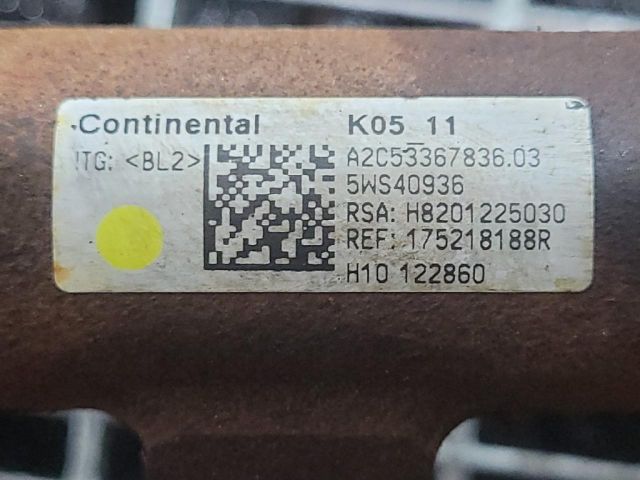 Continental K05_11
ITG: <BL2> A2C53367836.03
5WS40936
RSA: H8201225030
REF: 175218188R
H10 122860